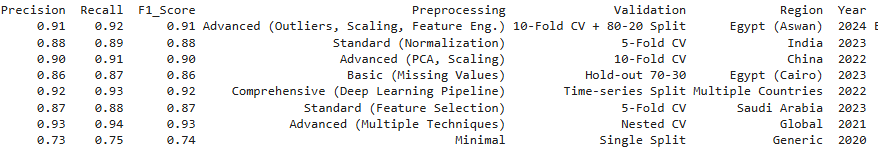 Precision Recall F1_Score Preprocessing Validation Region Year
0.91 0.92 0.91 Advanced (Outliers, Scaling, Feature Eng.) 10-Fold CV + 80-20 Split Egypt (Aswan) 2024 E
0.88 0.89 0.88 Standard (Normalization) 5-Fold CV India 2023
0.90 0.91 0.90 Advanced (PCA, Scaling) 10-Fold CV China 2022
0.86 0.87 0.86 Basic (Missing Values) Hold-out 70-30 Egypt (Cairo) 2023
0.92 0.93 0.92 Comprehensive (Deep Learning Pipeline) Time-series Split Multiple Countries 2022
0.87 0.88 0.87 Standard (Feature Selection) 5-Fold CV Saudi Arabia 2023
0.93 0.94 0.93 Advanced (Multiple Techniques) Nested CV Global 2021
0.73 0.75 0.74 Minimal Single Split Generic 2020